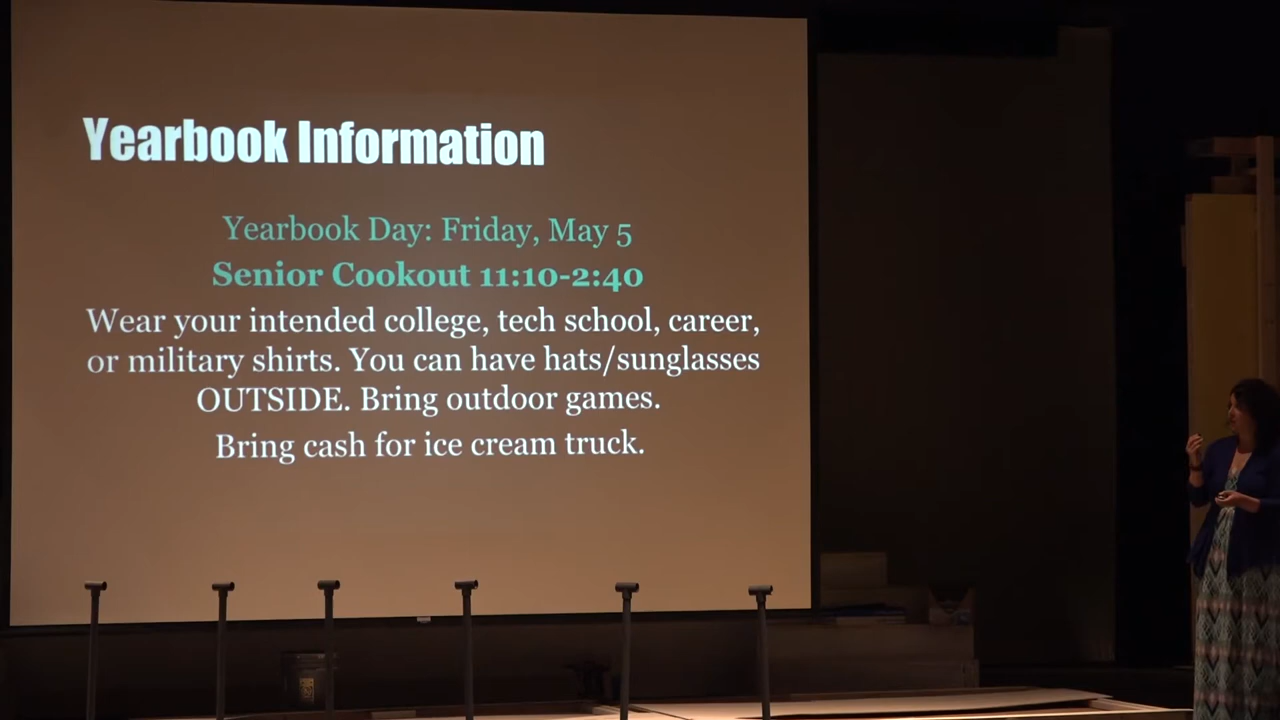 Yearbook Information
Yearbook Day: Friday, May 5
Senior Cookout 11:10-2:40
Wear your intended college, tech school, career,
or military shirts. You can have hats/sunglasses
OUTSIDE. Bring outdoor games.
Bring cash for ice cream truck.